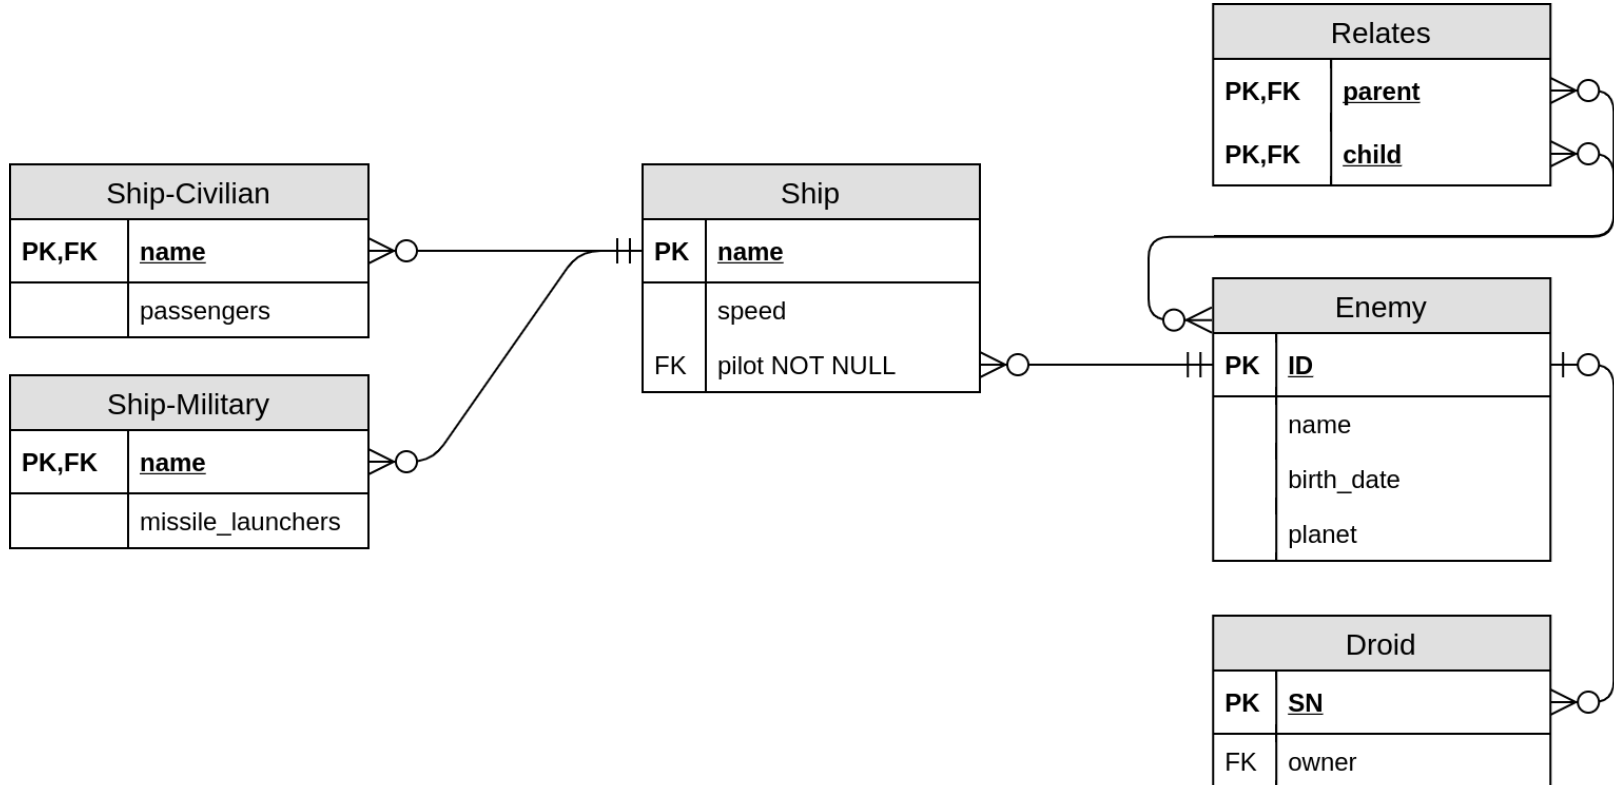 Relates
PK,FK parent
PK,FK child
Ship-Civilian
PK,FK name
passengers
Ship
PK name
speed
FK pilot NOT NULL
Enemy
PK ID
name
birth_date
planet
Ship-Military
PK,FK name
missile_launchers
Droid
PK SN
FK owner